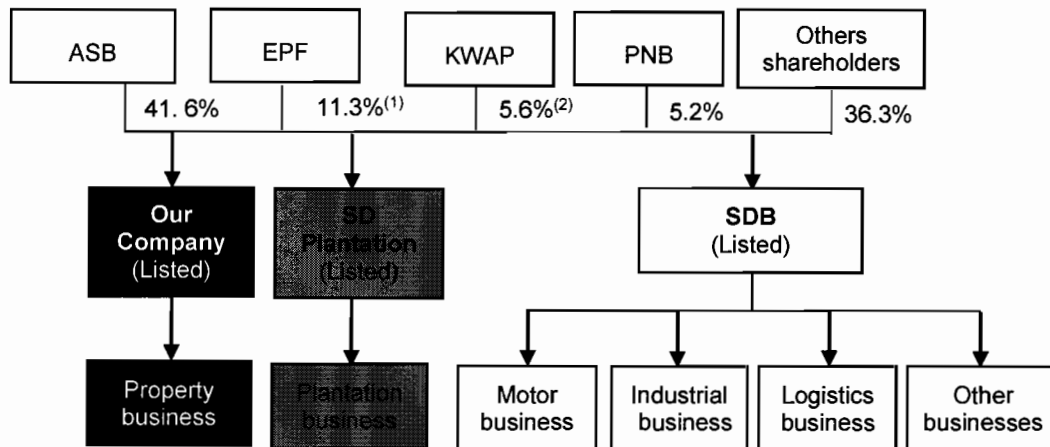 ASB
EPF
KWAP
PNB
Others
shareholders
41. 6%
11.3%(1)
5.6%(2)
5.2%
36.3%
Our
Company
(Listed)
SD
Plantation
(Listed)
SDB
(Listed)
Property
business
Plantation
business
Motor
business
Industrial
business
Logistics
business
Other
businesses